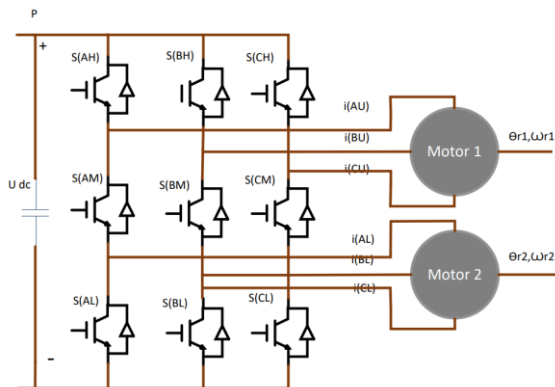 P
+
S(AH)
S(BH)
S(CH)
i(AU)
i(BU)
i(CU)
Motor 1
Θr1,ωr1
U dc
S(AM)
S(BM)
S(CM)
i(AL)
i(BL)
i(CL)
Motor 2
Θr2,ωr2
S(AL)
S(BL)
S(CL)
-